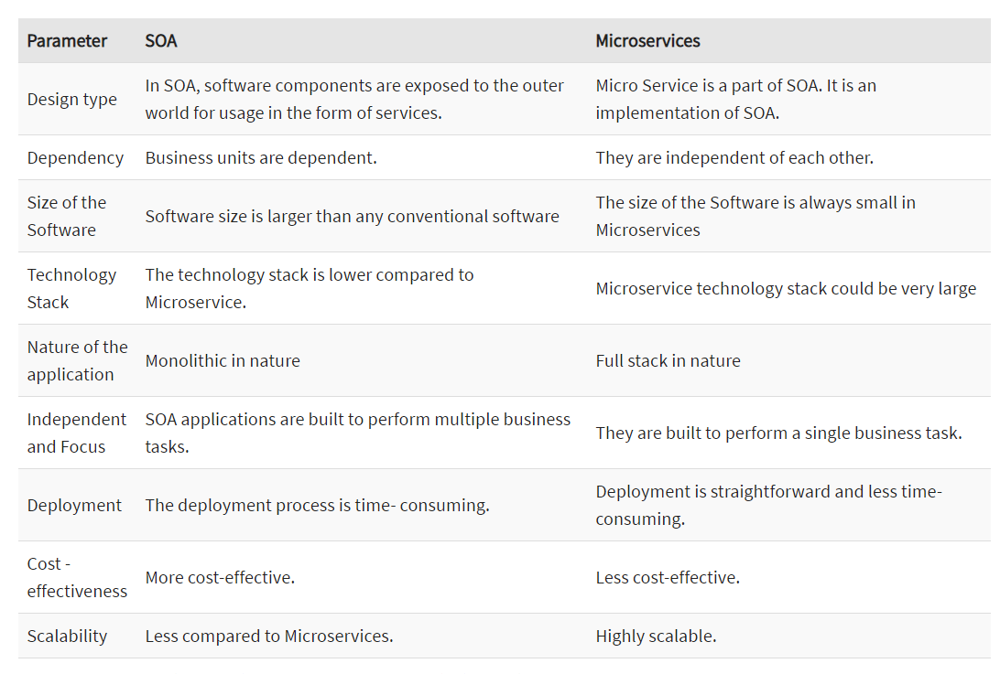 Parameter SOA Microservices
Design type
In SOA, software components are exposed to the outer
world for usage in the form of services.
Micro Service is a part of SOA. It is an
implementation of SOA.
Dependency Business units are dependent. They are independent of each other.
Size of the
Software
Software size is larger than any conventional software
The size of the Software is always small in
Microservices
Technology
Stack
The technology stack is lower compared to
Microservice.
Microservice technology stack could be very large
Nature of the
application
Monolithic in nature
Full stack in nature
Independent
and Focus
SOA applications are built to perform multiple business
tasks.
They are built to perform a single business task.
Deployment
The deployment process is time- consuming.
Deployment is straightforward and less time-
consuming.
Cost -
effectiveness
More cost-effective.
Less cost-effective.
Scalability Less compared to Microservices. Highly scalable.